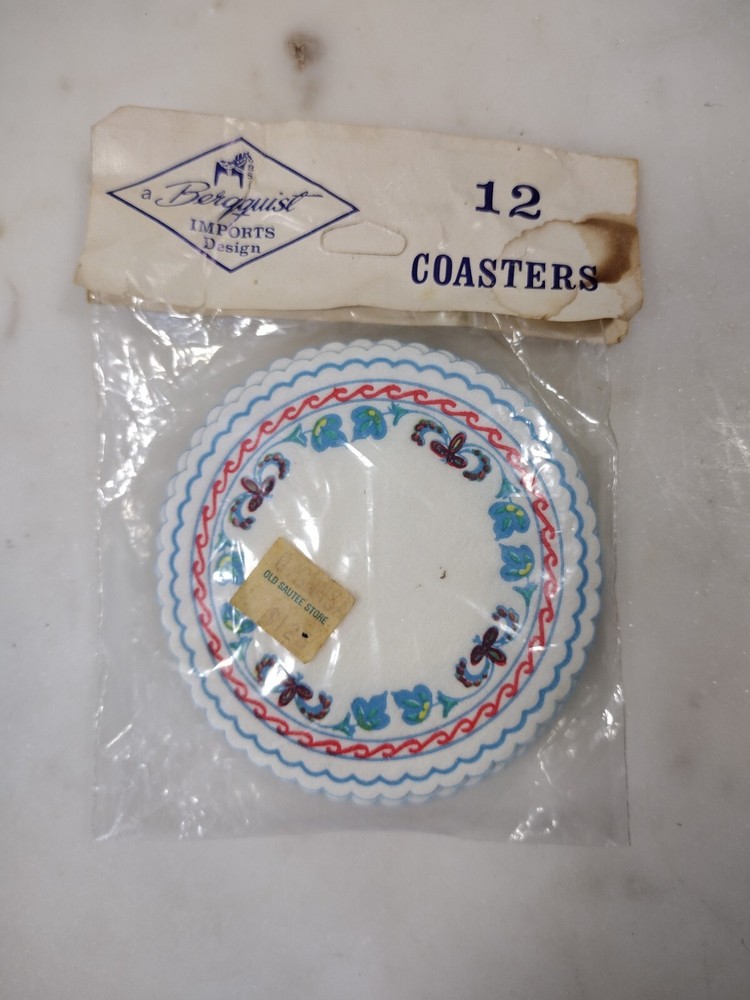 a Bergquist
IMPORTS
Design
12
COASTERS
OLD SAUTEE STORE